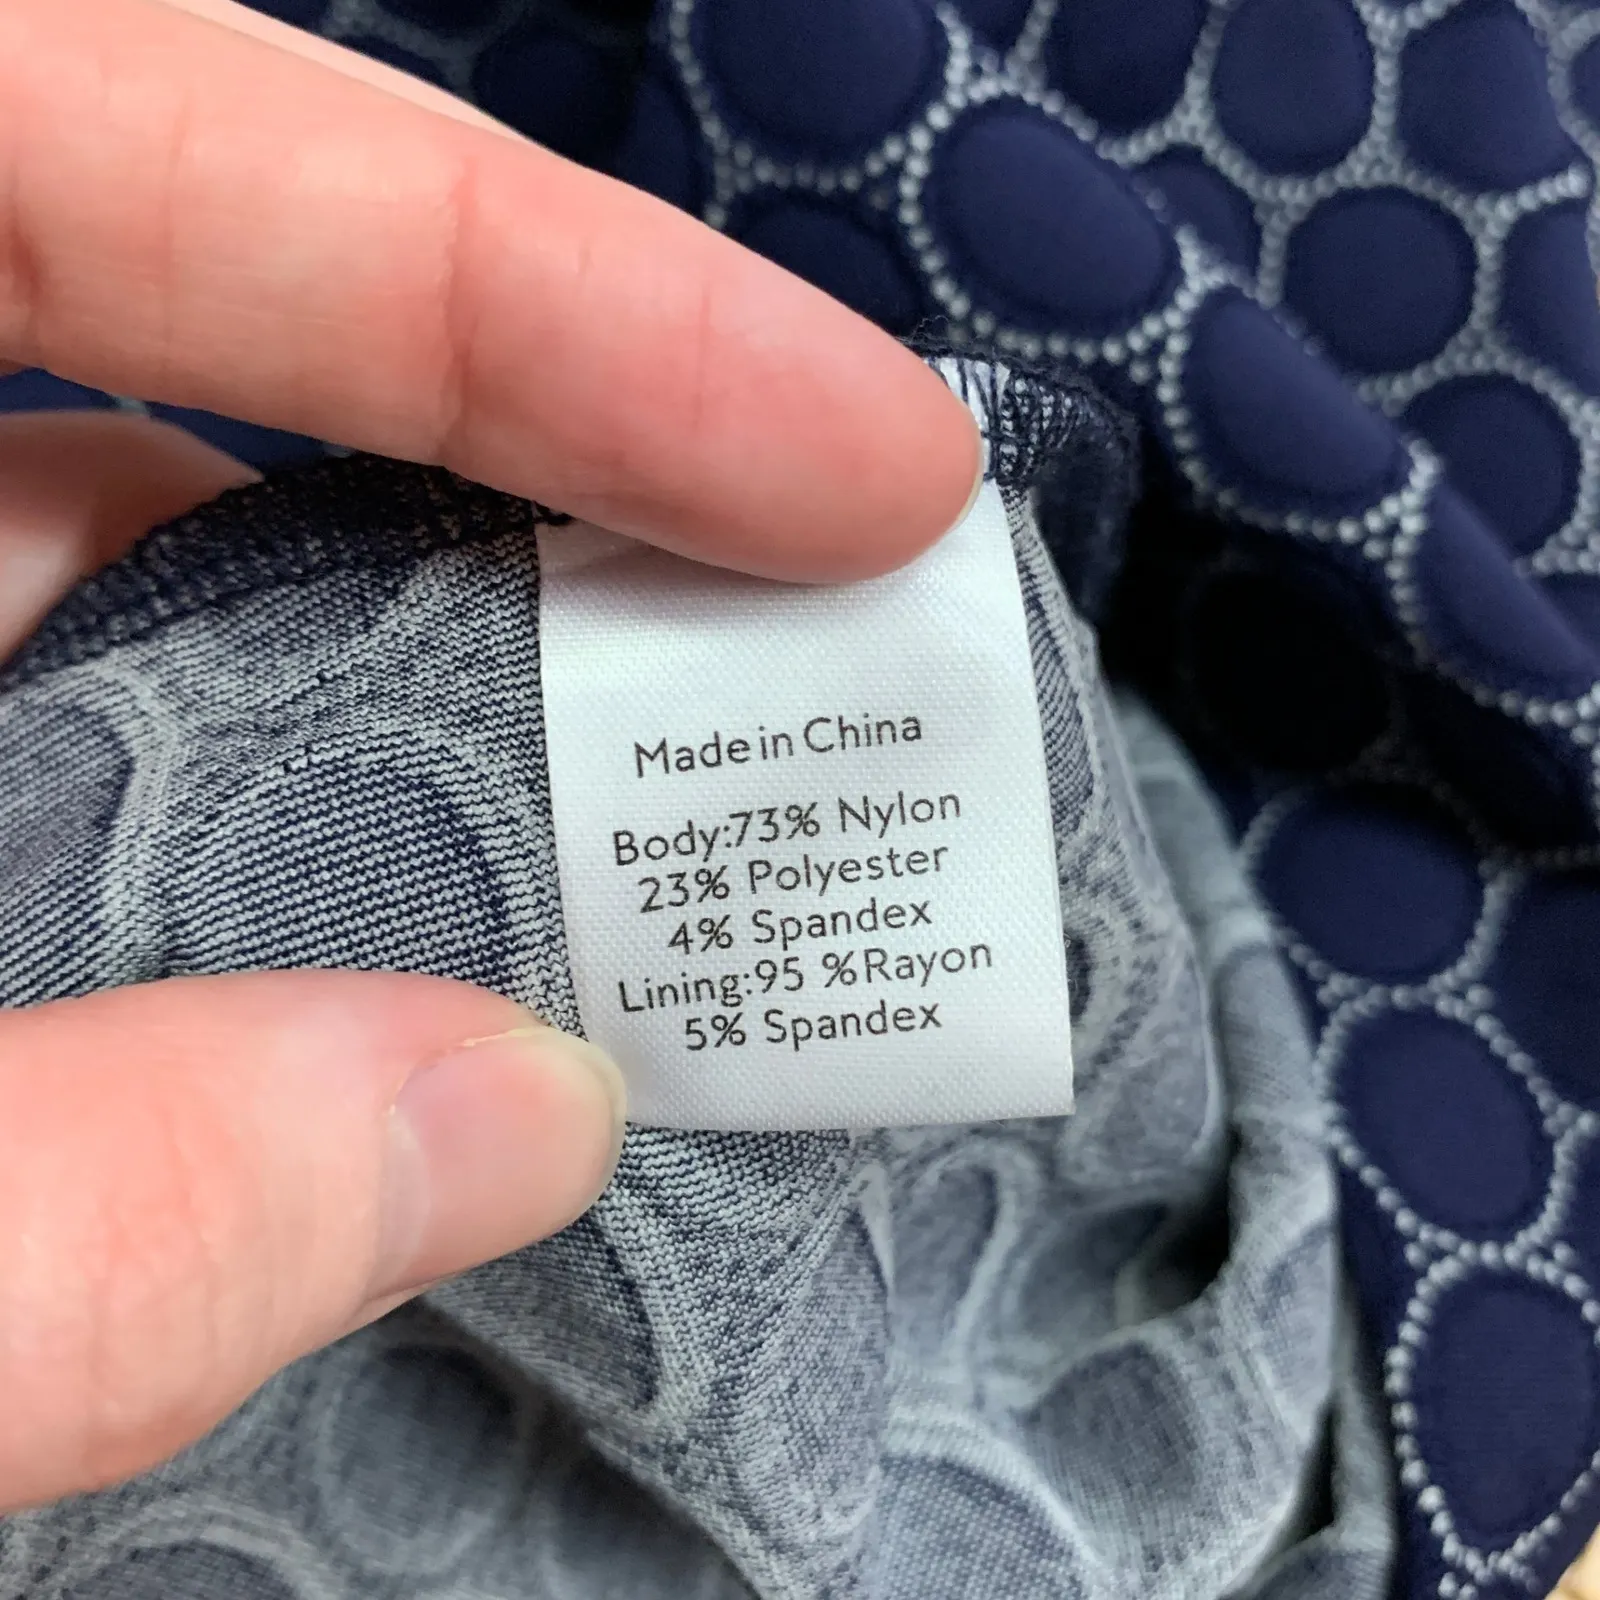 Made in China
Body:73% Nylon
23% Polyester
4% Spandex
Lining:95 %Rayon
5% Spandex